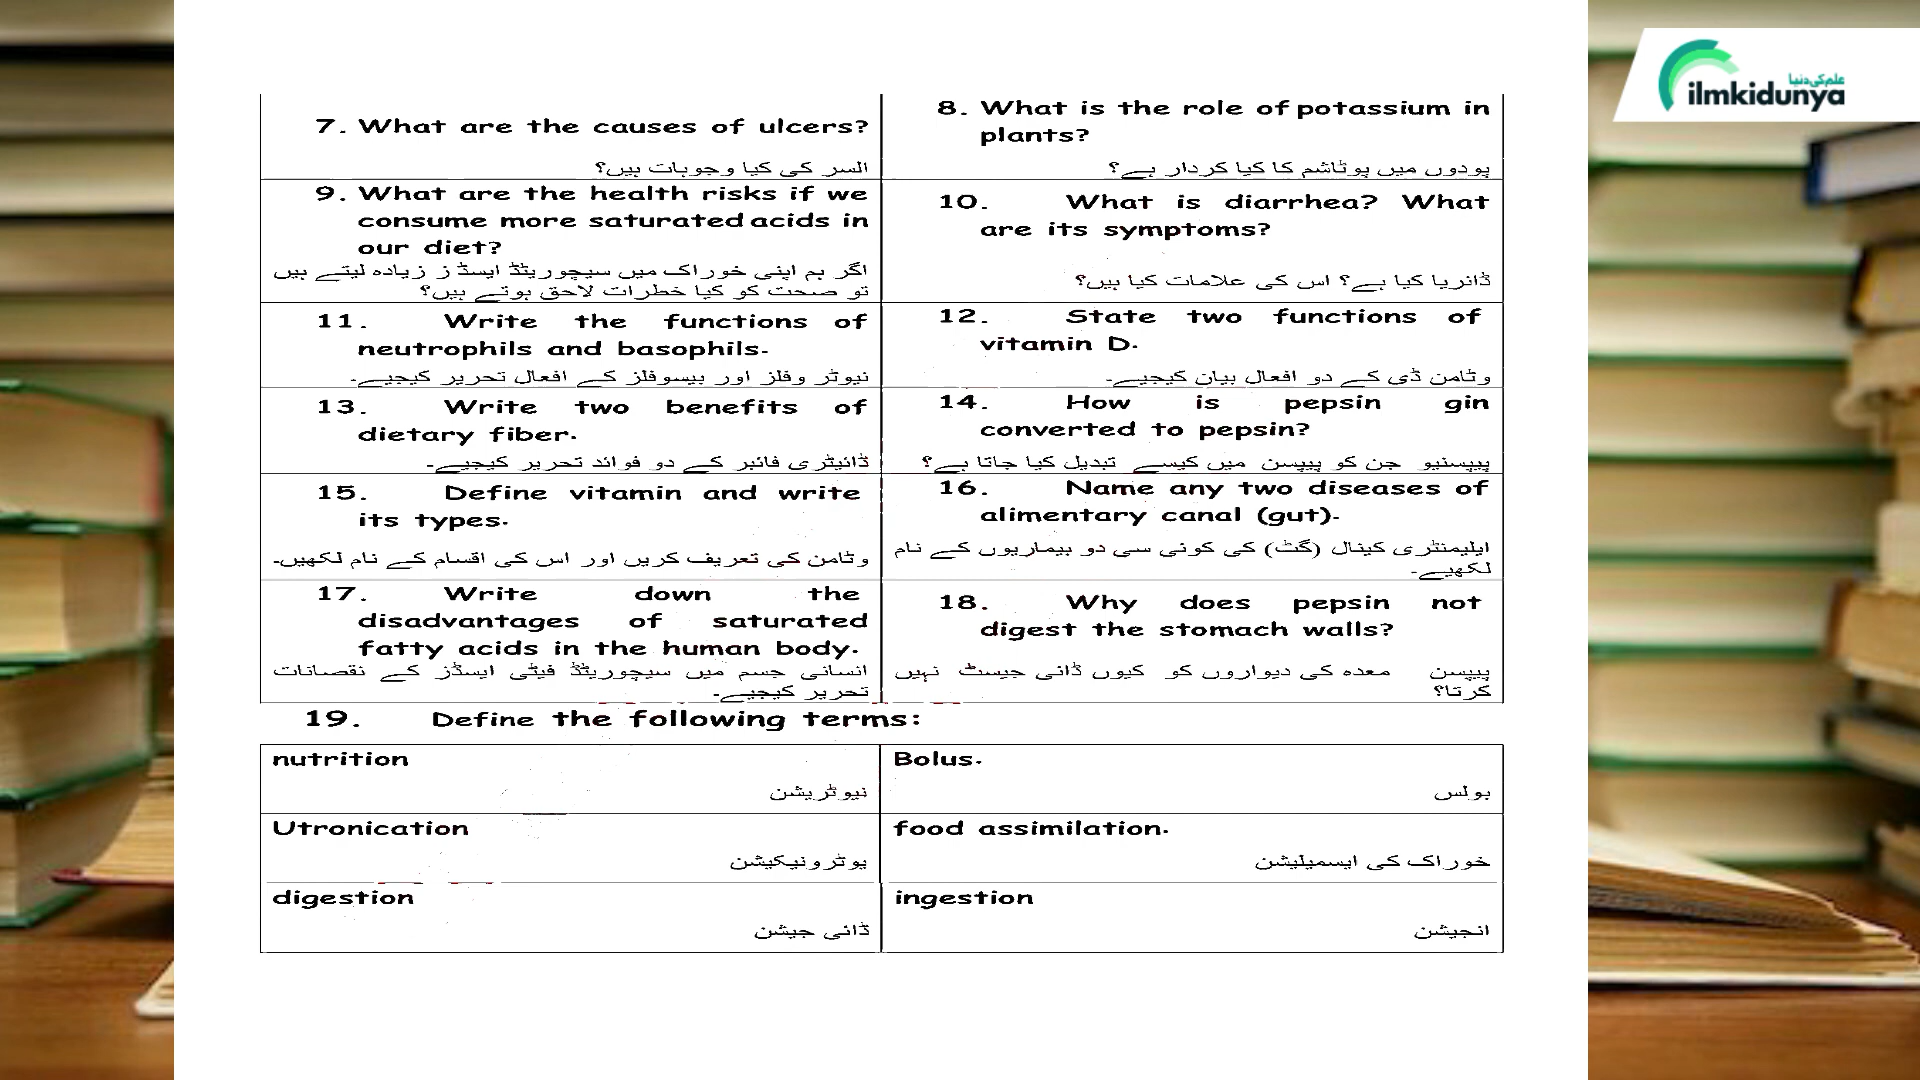 علم کی دنیا
ilmkidunya
7. What are the causes of ulcers?
السر کی کیا وجوہات ہیں؟
8. What is the role of potassium in
plants?
پودوں میں پوٹاشم کا کیا کردار ہے؟
9. What are the health risks if we
consume more saturated acids in
our diet?
اگر ہم اپنی خوراک میں سیچوریٹڈ ایسڈ ز زیادہ لیتے ہیں
تو صحت کو کیا خطرات لاحق ہوتے ہیں؟
10. What is diarrhea? What
are its symptoms?
ڈائریا کیا ہے؟ اس کی علامات کیا ہیں؟
11. Write the functions of
neutrophils and basophils.
نیوٹر وفلز اور بیسوفلز کے افعال تحریر کیجیے۔
12. State two functions of
vitamin D.
وٹامن ڈی کے دو افعال بیان کیجیے۔
13. Write two benefits of
dietary fiber.
ڈائیٹری فائبر کے دو فوائد تحریر کیجیے۔
14. How is pepsin gin
converted to pepsin?
پیپسنیو جن کو پیپسن میں کیسے تبدیل کیا جاتا ہے؟
15. Define vitamin and write
its types.
وٹامن کی تعریف کریں اور اس کی اقسام کے نام لکھیں۔
16. Name any two diseases of
alimentary canal (gut).
ایلیمنٹری کینال (گٹ) کی کوئی سی دو بیماریوں کے نام
لکھیے۔
17. Write down the
disadvantages of saturated
fatty acids in the human body.
انسانی جسم میں سیچوریٹڈ فیٹی ایسڈز کے نقصانات
تحریر کیجیے۔
18. Why does pepsin not
digest the stomach walls?
پیپسن معدہ کی دیواروں کو کیوں ڈائی جیسٹ نہیں
کرتا؟
19. Define the following terms:
nutrition
نیوٹریشن
Bolus.
بولس
Utronication
یوٹرونیکیشن
food assimilation.
خوراک کی ایسمیلیشن
digestion
ڈائی جیشن
ingestion
انجیشن